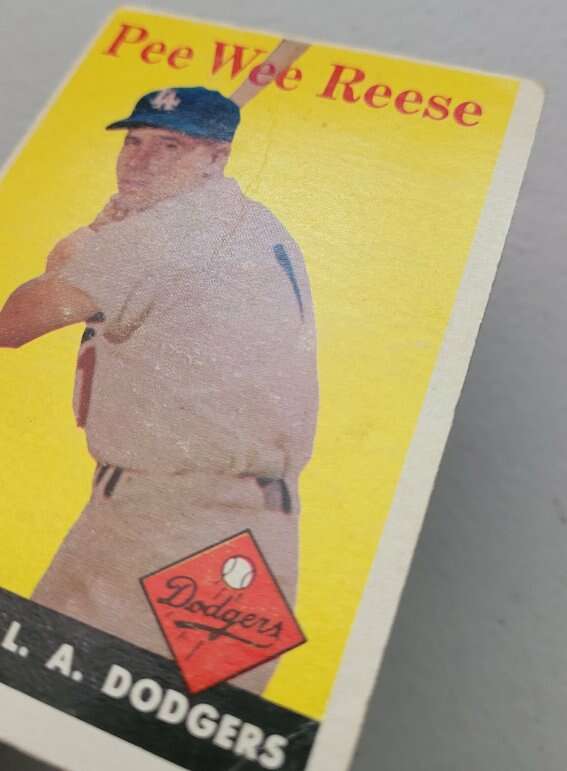 Pee Wee Reese
LA
Dodgers
L. A. DODGERS